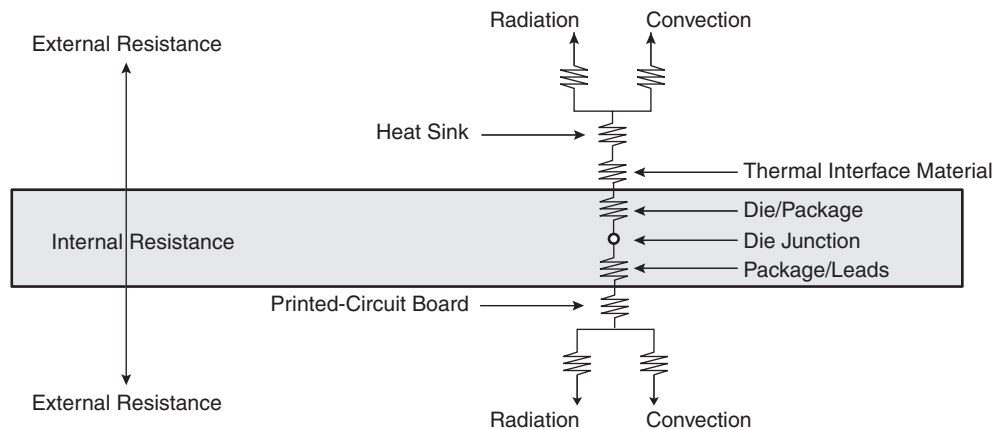 Radiation
Convection
External Resistance
Heat Sink
Thermal Interface Material
Die/Package
Internal Resistance
Die Junction
Package/Leads
Printed-Circuit Board
External Resistance
Radiation
Convection